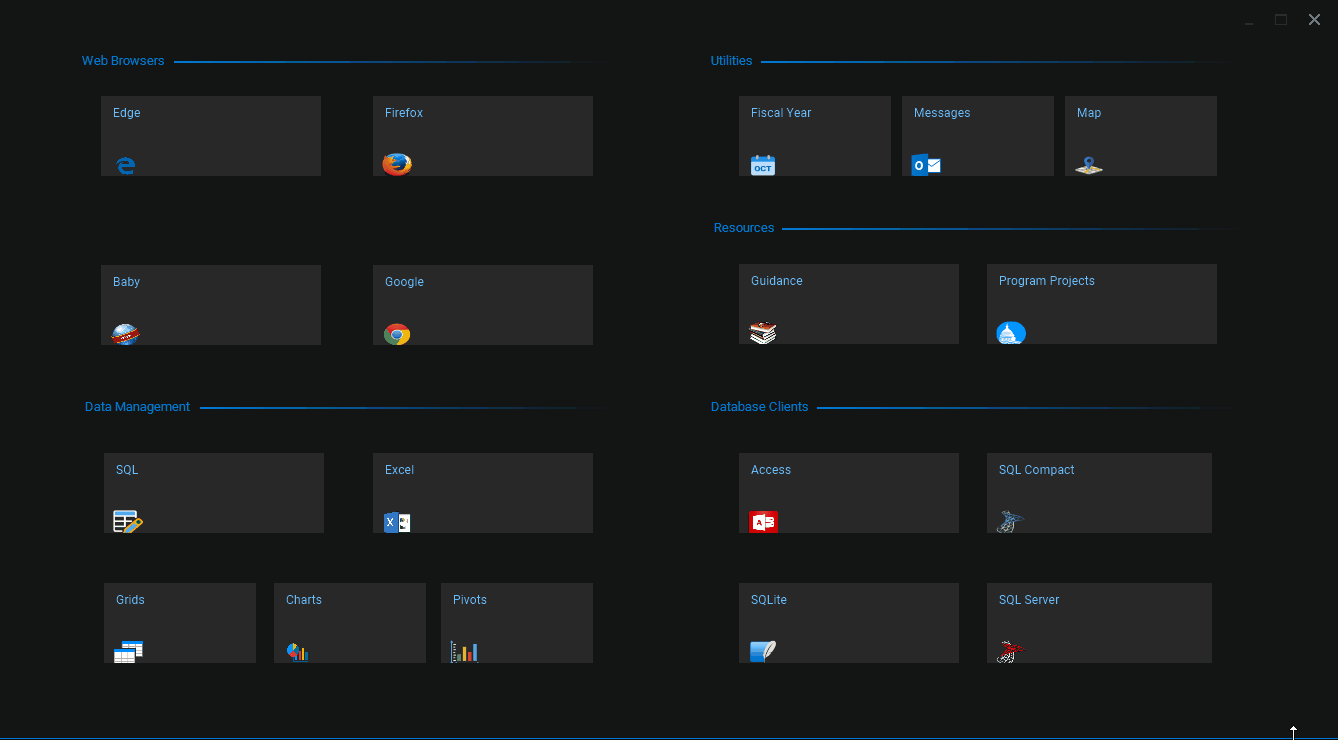 Web Browsers
Edge
Firefox
Baby
Google
Utilities
Fiscal Year
Messages
Map
OCT
Resources
Guidance
Program Projects
Data Management
SQL
Excel
X
Grids
Charts
Pivots
Database Clients
Access
SQL Compact
A
SQLite
SQL Server